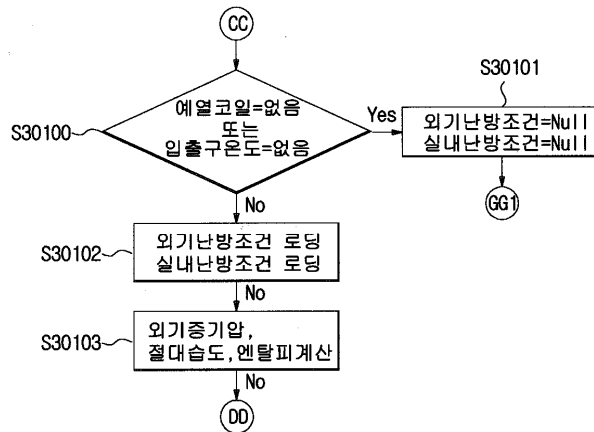 CC
S30100
예열코일=없음
또는
입출구온도=없음
Yes
S30101
외기난방조건=Null
실내난방조건=Null
GG1
No
S30102
외기난방조건 로딩
실내난방조건 로딩
No
S30103
외기증기압,
절대습도,엔탈피계산
No
DD